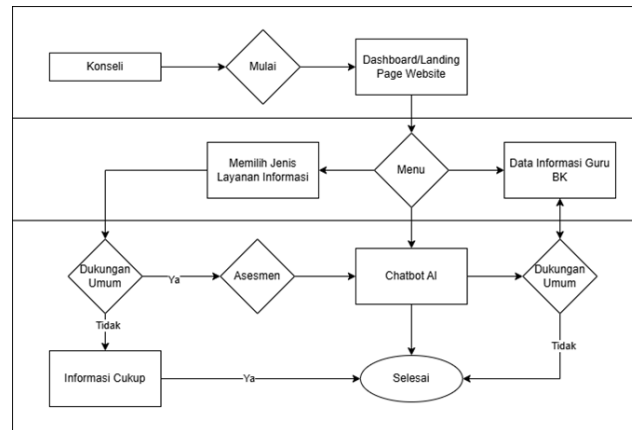 Konseli
Mulai
Dashboard/Landing
Page Website
Memilih Jenis
Layanan Informasi
Menu
Data Informasi Guru
BK
Dukungan
Umum
Ya
Asesmen
Chatbot AI
Dukungan
Umum
Tidak
Tidak
Informasi Cukup
Ya
Selesai